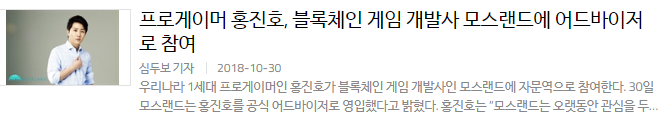 프로게이머 홍진호, 블록체인 게임 개발사 모스랜드에 어드바이저
로 참여
심두보 기자 | 2018-10-30
우리나라 1세대 프로게이머인 홍진호가 블록체인 게임 개발사인 모스랜드에 자문역으로 참여한다. 30일
모스랜드는 홍진호를 공식 어드바이저로 영입했다고 밝혔다. 홍진호는 “모스랜드는 오랫동안 관심을 두...